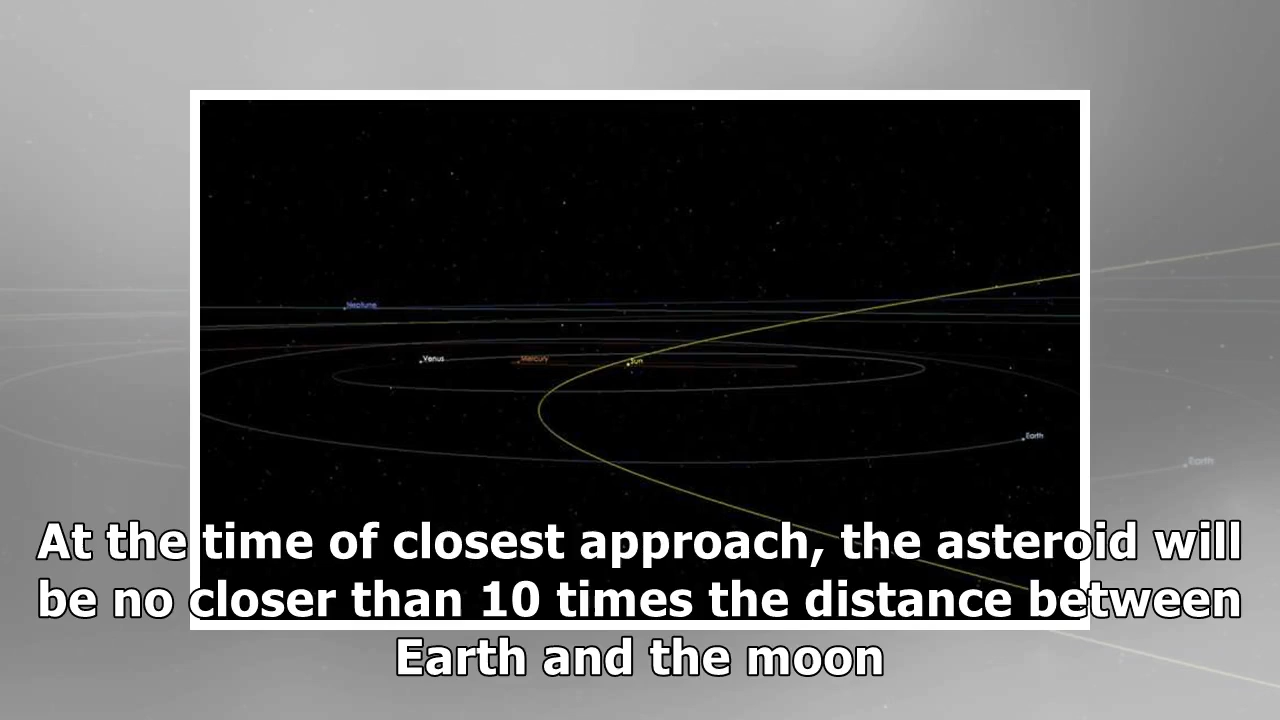 Neptune
Venus
Mercury
Sun
Earth
Earth
At the time of closest approach, the asteroid will
be no closer than 10 times the distance between
Earth and the moon